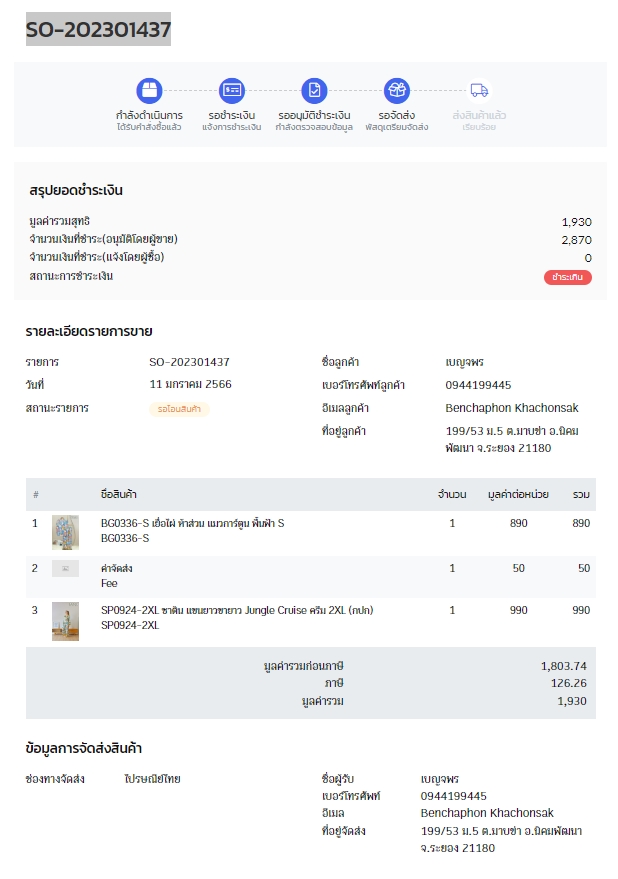 SO-202301437
กำลังดำเนินการ รอชำระเงิน รออนุมัติชำระเงิน รอจัดส่ง ส่งสินค้าแล้ว
ได้รับคำสั่งซื้อแล้ว แจ้งการชำระเงิน กำลังตรวจสอบข้อมูล พัสดุเตรียมจัดส่ง เรียบร้อย
สรุปยอดชำระเงิน
มูลค่ารวมสุทธิ 1,930
จำนวนเงินที่ชำระ(อนุมัติโดยผู้ขาย) 2,870
จำนวนเงินที่ชำระ(แจ้งโดยผู้ซื้อ) 0
สถานะการชำระเงิน ชำระเกิน
รายละเอียดรายการขาย
รายการ SO-202301437 ชื่อลูกค้า เบญจพร
วันที่ 11 มกราคม 2566 เบอร์โทรศัพท์ลูกค้า 0944199445
สถานะรายการ รอโอนสินค้า อีเมลลูกค้า Benchaphon Khachonsak
ที่อยู่ลูกค้า 199/53 ม.5 ต.มาบข่า อ.นิคม
พัฒนา จ.ระยอง 21180
# ชื่อสินค้า จำนวน มูลค่าต่อหน่วย รวม
1 BG0336-S เยื่อไผ่ ห้าส่วน แมวการ์ตูน พื้นฟ้า S 1 890 890
BG0336-S
2 ค่าจัดส่ง 1 50 50
Fee
3 SP0924-2XL ซาติน แขนยาวขายาว Jungle Cruise ครีม 2XL (กปก) 1 990 990
SP0924-2XL
มูลค่ารวมก่อนภาษี 1,803.74
ภาษี 126.26
มูลค่ารวม 1,930
ข้อมูลการจัดส่งสินค้า
ช่องทางจัดส่ง ไปรษณีย์ไทย ชื่อผู้รับ เบญจพร
เบอร์โทรศัพท์ 0944199445
อีเมล Benchaphon Khachonsak
ที่อยู่จัดส่ง 199/53 ม.5 ต.มาบข่า อ.นิคมพัฒนา
จ.ระยอง 21180